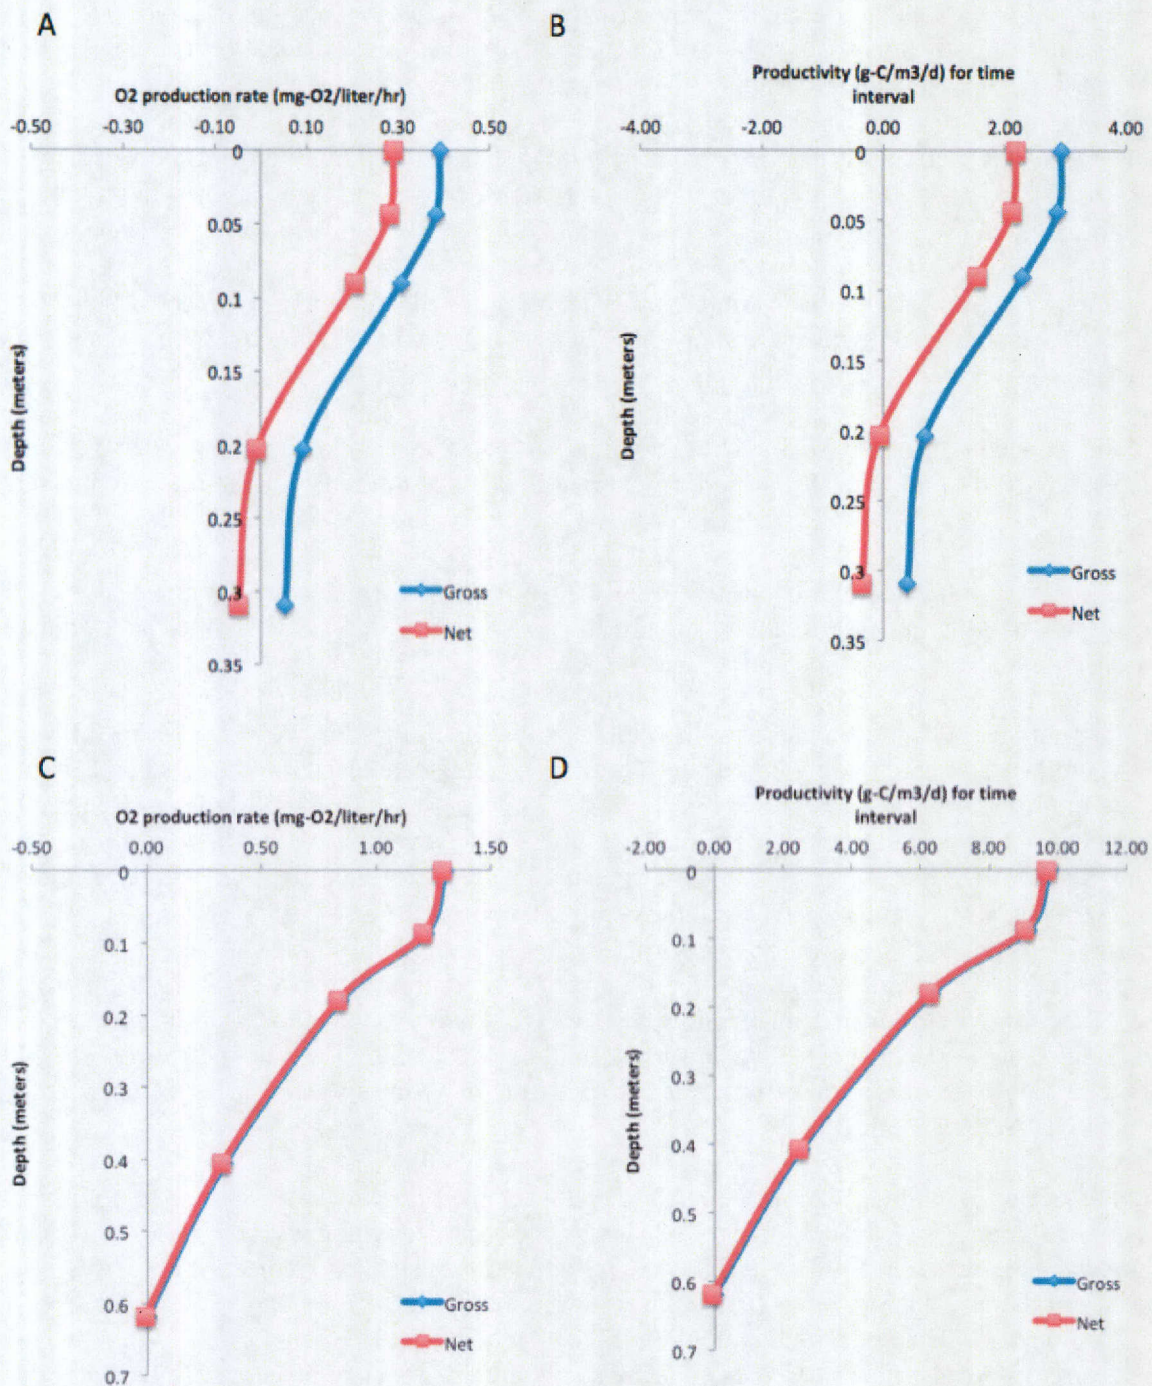 A
O2 production rate (mg-O2/liter/hr)
-0.50 -0.30 -0.10 0.10 0.30 0.50
0
0.05
0.1
0.15
0.2
0.25
0.3
0.35
Depth (meters)
Gross
Net
B
Productivity (g-C/m3/d) for time
interval
-4.00 -2.00 0.00 2.00 4.00
0
0.05
0.1
0.15
0.2
0.25
0.3
0.35
Depth (meters)
Gross
Net
C
O2 production rate (mg-O2/liter/hr)
-0.50 0.00 0.50 1.00 1.50
0
0.1
0.2
0.3
0.4
0.5
0.6
0.7
Depth (meters)
Gross
Net
D
Productivity (g-C/m3/d) for time
interval
-2.00 0.00 2.00 4.00 6.00 8.00 10.00 12.00
0
0.1
0.2
0.3
0.4
0.5
0.6
0.7
Depth (meters)
Gross
Net